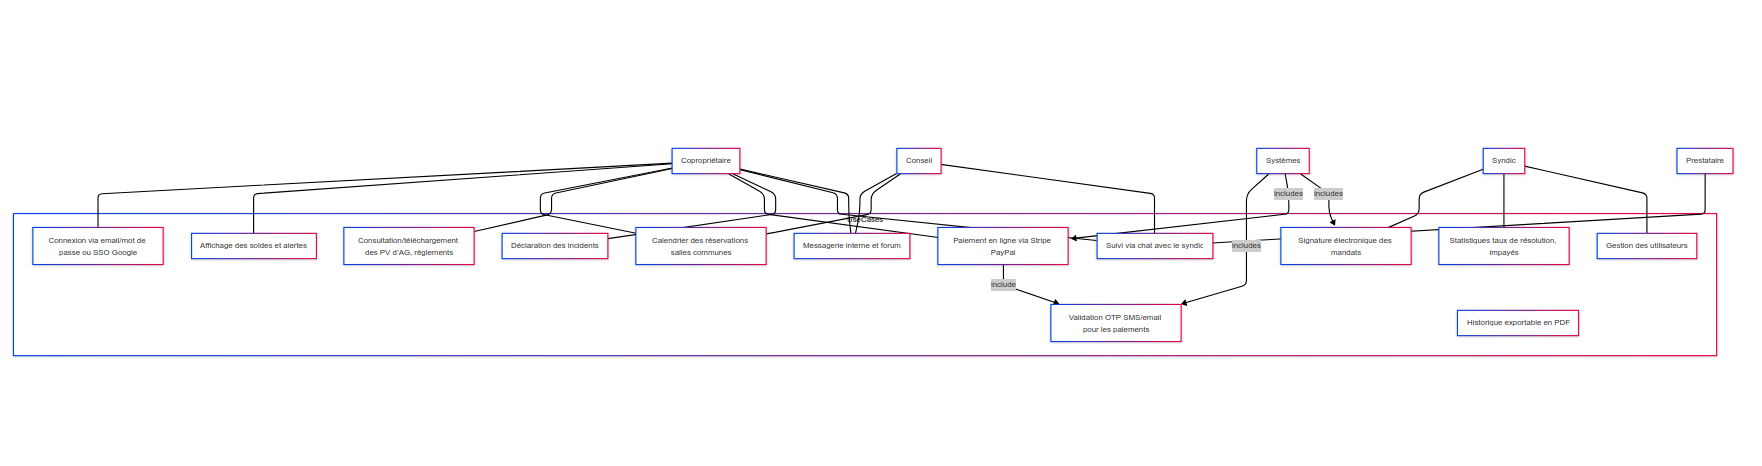 Copropriétaire
Conseil
Systèmes
Syndic
Prestataire
includes
includes
UseCases
Connexion via email/mot de
passe ou SSO Google
Affichage des soldes et alertes
Consultation/téléchargement
des PV d'AG, règlements
Déclaration des incidents
Calendrier des réservations
salles communes
Messagerie interne et forum
Paiement en ligne via Stripe
PayPal
Suivi via chat avec le syndic
includes
Signature électronique des
mandats
Statistiques taux de résolution,
impayés
Gestion des utilisateurs
include
Validation OTP SMS/email
pour les paiements
Historique exportable en PDF